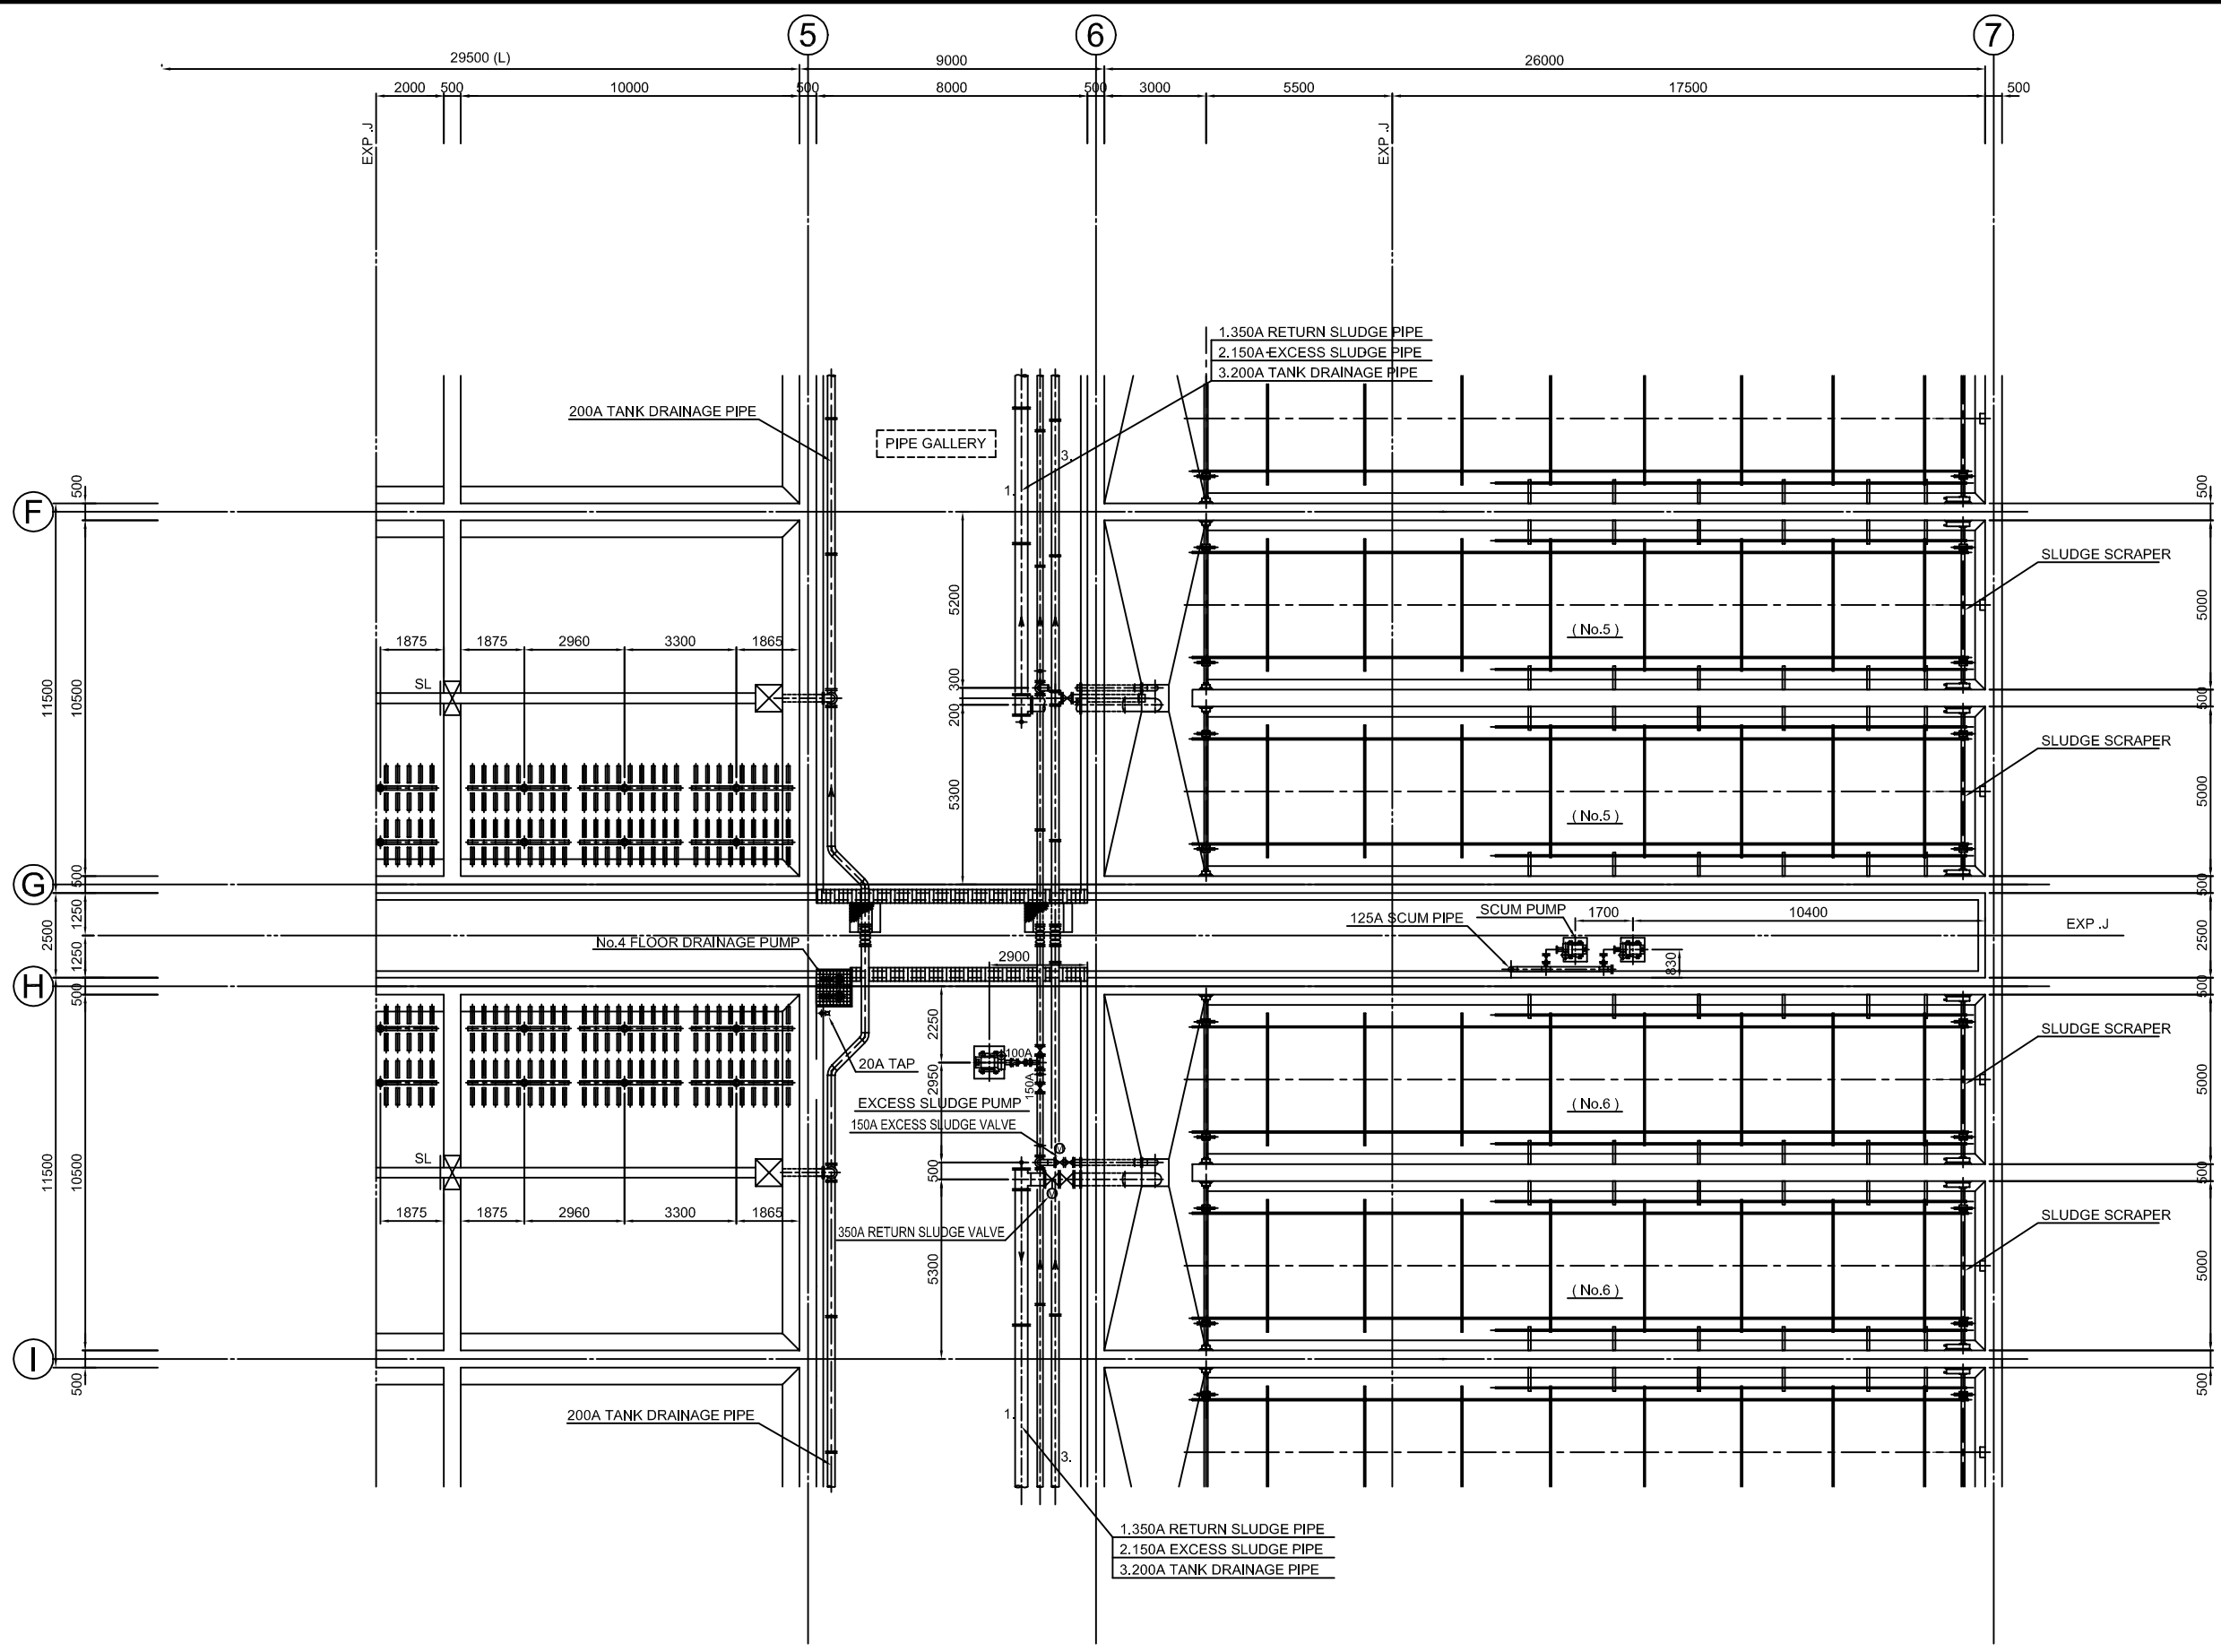 5
6
7
29500 (L)
9000
26000
2000
500
10000
500
8000
500
3000
5500
17500
500
EXP .J
EXP .J
1.350A RETURN SLUDGE PIPE
2.150A EXCESS SLUDGE PIPE
3.200A TANK DRAINAGE PIPE
200A TANK DRAINAGE PIPE
PIPE GALLERY
3.
1.
500
500
F
SLUDGE SCRAPER
5200
5000
(No.5)
1875
1875
2960
3300
1865
SL
11500
10500
300
200
500
SLUDGE SCRAPER
5300
5000
(No.5)
G
500
500
1250
2500
1250
125A SCUM PIPE
SCUM PUMP
1700
10400
EXP .J
2500
No.4 FLOOR DRAINAGE PUMP
2900
830
H
500
500
2250
SLUDGE SCRAPER
100A
20A TAP
2950
150A
5000
EXCESS SLUDGE PUMP
(No.6)
150A EXCESS SLUDGE VALVE
M
SL
11500
10500
500
500
M
1875
1875
2960
3300
1865
350A RETURN SLUDGE VALVE
SLUDGE SCRAPER
5300
5000
(No.6)
I
500
500
200A TANK DRAINAGE PIPE
1.
3.
1.350A RETURN SLUDGE PIPE
2.150A EXCESS SLUDGE PIPE
3.200A TANK DRAINAGE PIPE